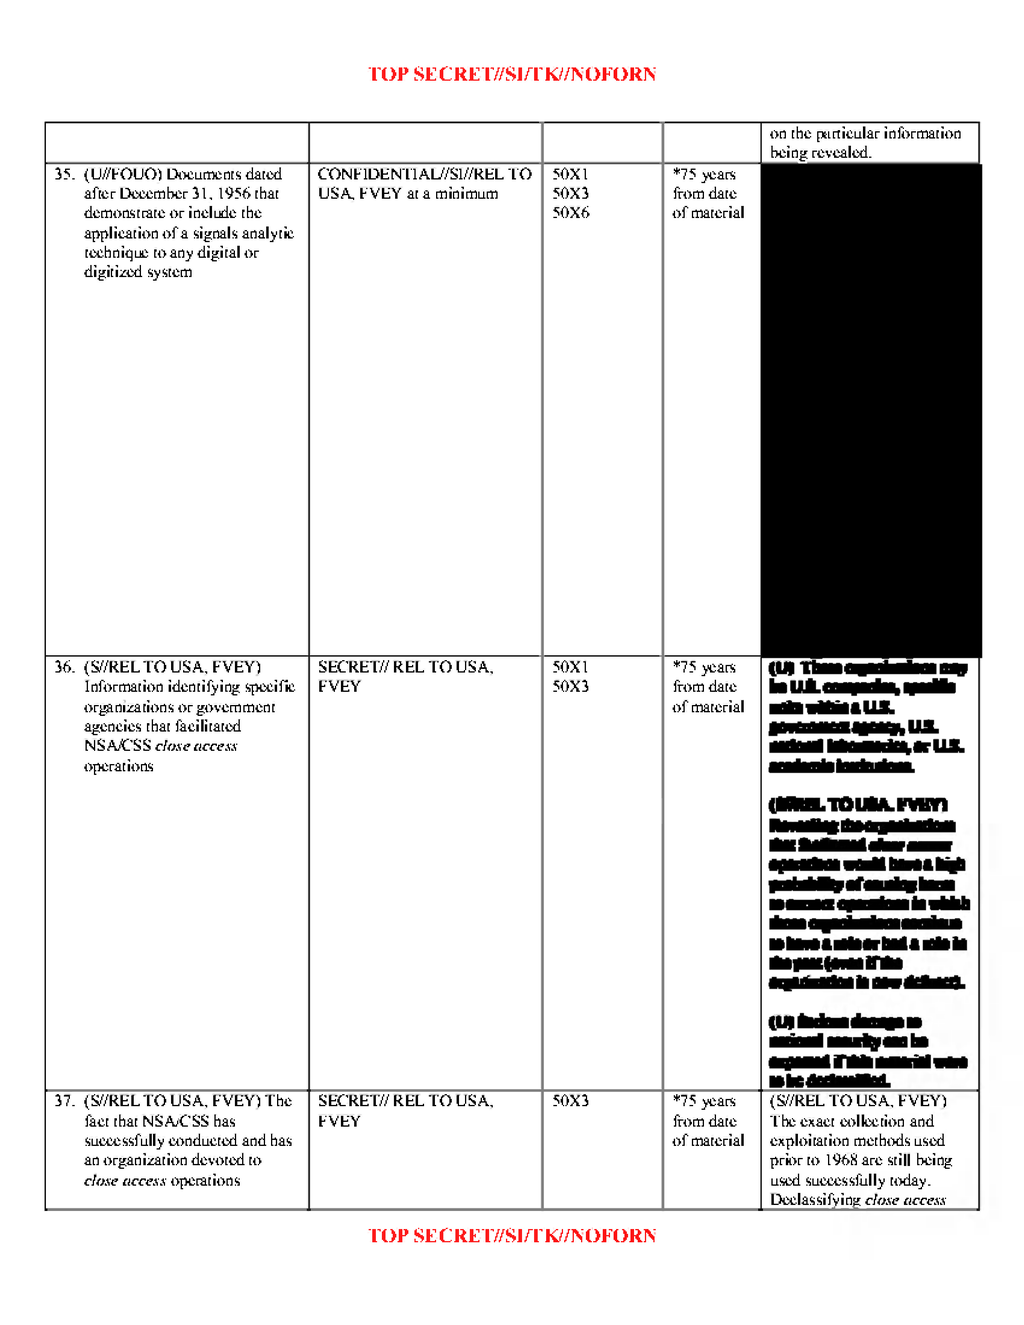 TOP SECRET//SI/TK//NOFORN
on the particular information
being revealed.
35. (U//FOUO) Documents dated
after December 31, 1956 that
demonstrate or include the
application of a signals analytic
technique to any digital or
digitized system
CONFIDENTIAL//SI//REL TO
USA, FVEY at a minimum
50X1
50X3
50X6
*75 years
from date
of material
36. (S//REL TO USA, FVEY)
Information identifying specific
organizations or government
agencies that facilitated
NSA/CSS close access
operations
SECRET// REL TO USA,
FVEY
50X1
50X3
*75 years
from date
of material
(U) These organizations may
be U.S. companies, specific
within a U.S.
government agency, U.S.
national laboratories, or U.S.
academic institutions.
(S//REL TO USA, FVEY)
Revealing the organizations
that facilitated close access
operations would have a high
probability of causing harm
to current operations in which
these organizations continue
to have a role or had a role in
the past (even if the
organization is now defunct).
(U) Serious damage to
national security can be
expected if this material were
to be declassified.
37. (S//REL TO USA, FVEY) The
fact that NSA/CSS has
successfully conducted and has
an organization devoted to
close access operations
SECRET// REL TO USA,
FVEY
50X3
*75 years
from date
of material
(S//REL TO USA, FVEY)
The exact collection and
exploitation methods used
prior to 1968 are still being
used successfully today.
Declassifying close access
TOP SECRET//SI/TK//NOFORN